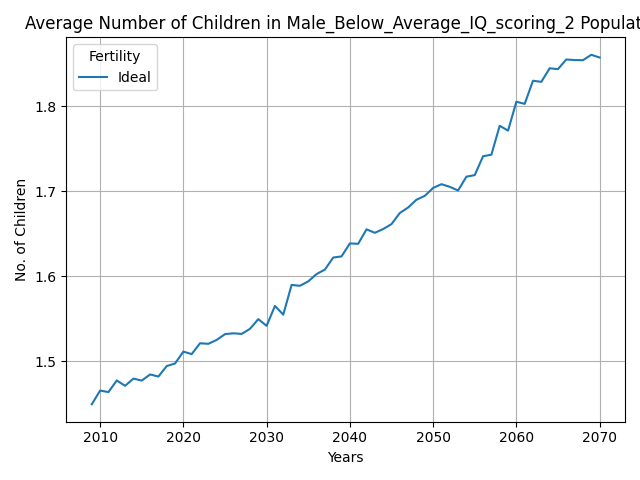 Average Number of Children in Male_Below_Average_IQ_scoring_2 Populat
Fertility
Ideal
No. of Children
1.8
1.7
1.6
1.5
2010 2020 2030 2040 2050 2060 2070
Years